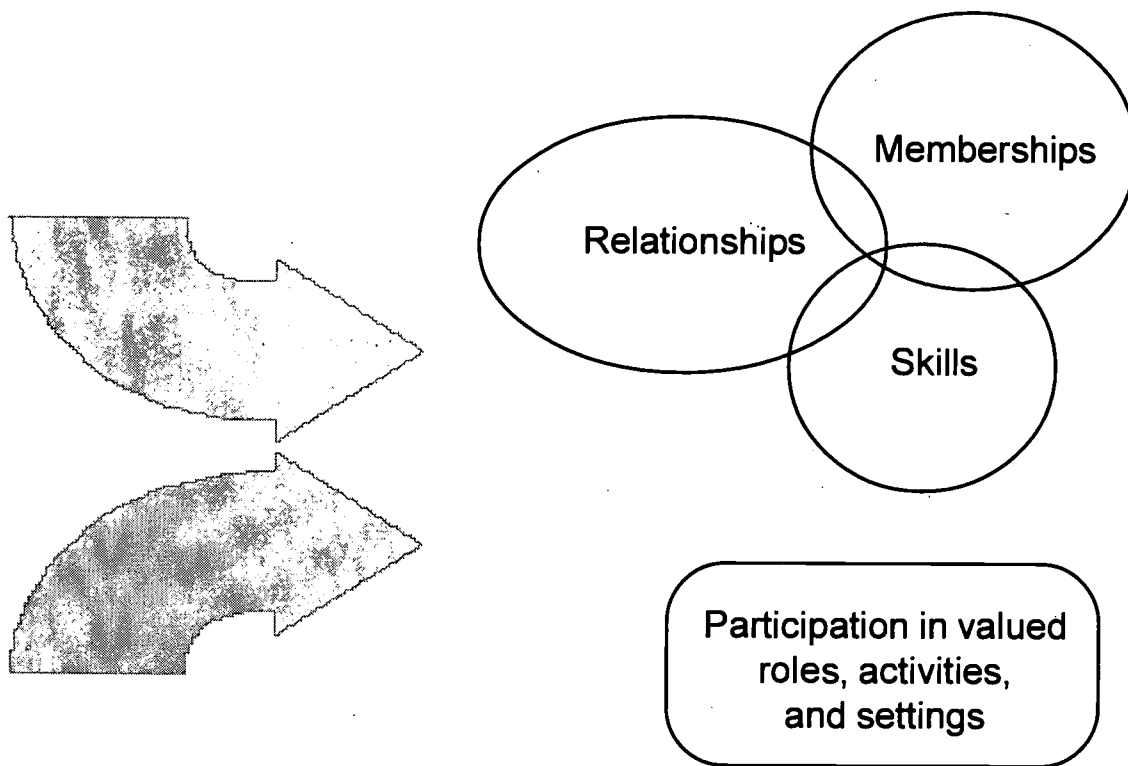 Memberships
Relationships
Skills
Participation in valued
roles, activities,
and settings